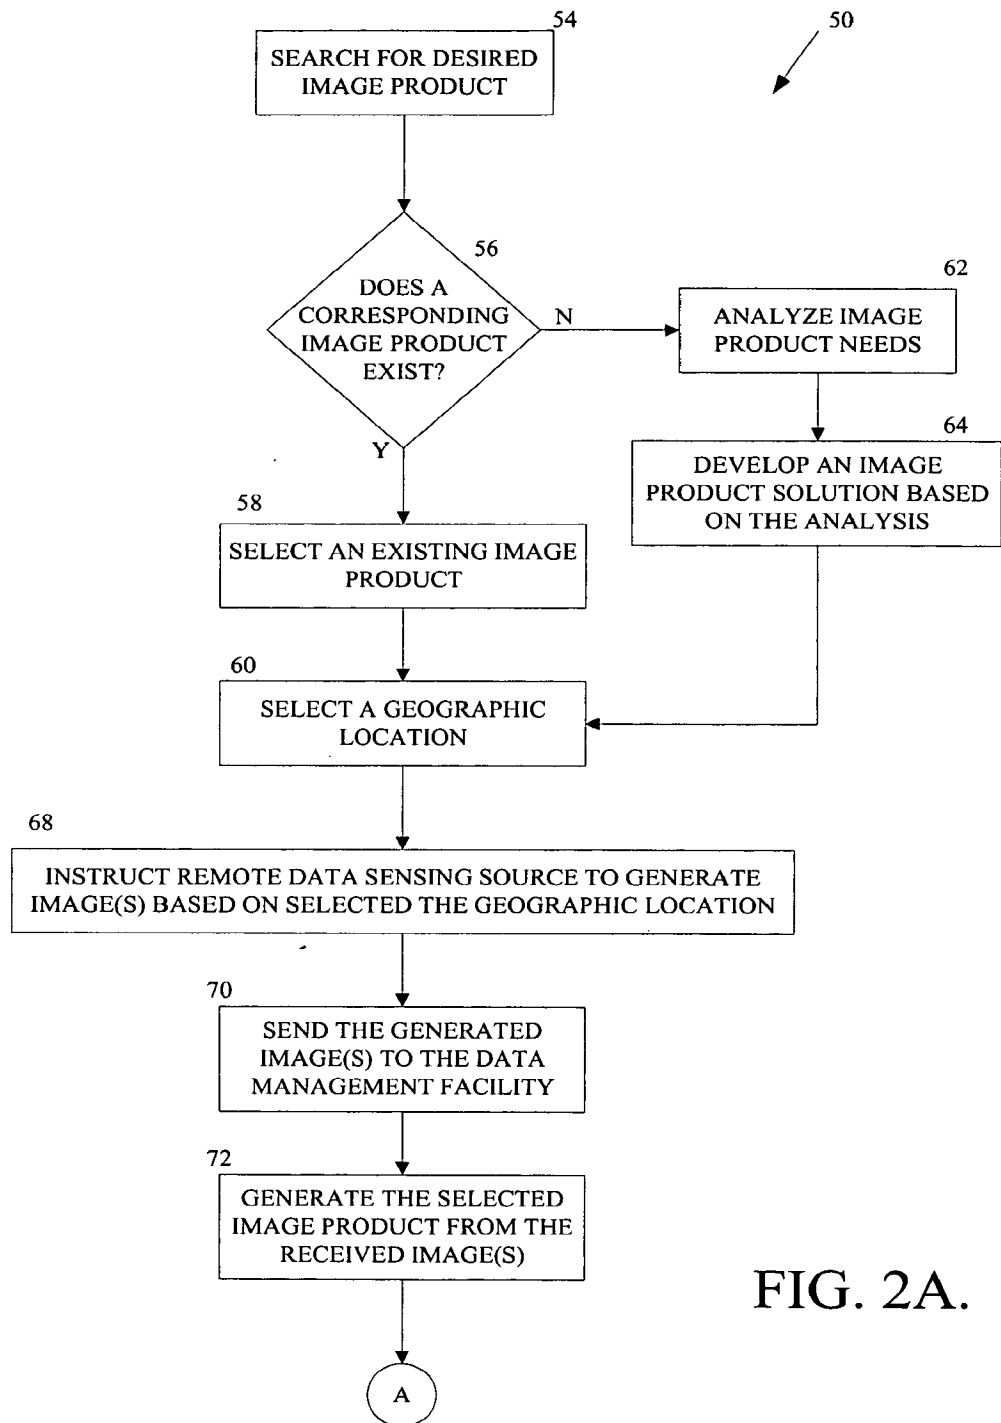 54
50
SEARCH FOR DESIRED
IMAGE PRODUCT
56
DOES A
CORRESPONDING
IMAGE PRODUCT
EXIST?
N
Y
62
ANALYZE IMAGE
PRODUCT NEEDS
64
DEVELOP AN IMAGE
PRODUCT SOLUTION BASED
ON THE ANALYSIS
58
SELECT AN EXISTING IMAGE
PRODUCT
60
SELECT A GEOGRAPHIC
LOCATION
68
INSTRUCT REMOTE DATA SENSING SOURCE TO GENERATE
IMAGE(S) BASED ON SELECTED THE GEOGRAPHIC LOCATION
70
SEND THE GENERATED
IMAGE(S) TO THE DATA
MANAGEMENT FACILITY
72
GENERATE THE SELECTED
IMAGE PRODUCT FROM THE
RECEIVED IMAGE(S)
FIG. 2A.
A